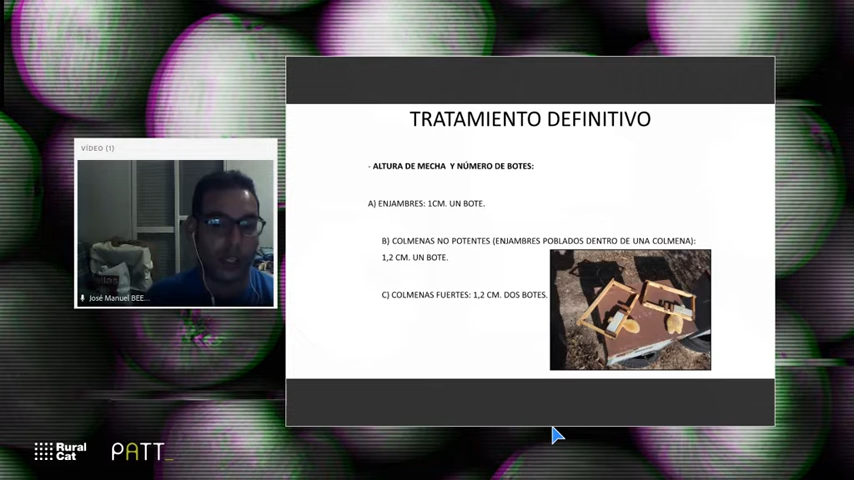 TRATAMIENTO DEFINITIVO
- ALTURA DE MECHA Y NÚMERO DE BOTES:
A) ENJAMBRES: 1CM. UN BOTE.
B) COLMENAS NO POTENTES (ENJAMBRES POBLADOS DENTRO DE UNA COLMENA):
1,2 CM. UN BOTE.
C) COLMENAS FUERTES: 1,2 CM. DOS BOTES.
VÍDEO (1)
José Manuel BEE...
Rural
Cat
PATT_